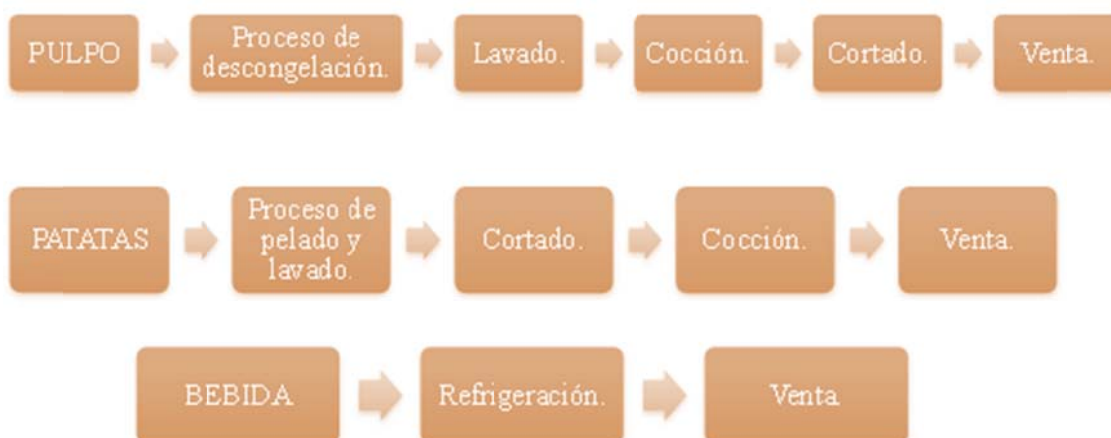 PULPO
Proceso de
descongelación.
Lavado.
Cocción.
Cortado.
Venta.
PATATAS
Proceso de
pelado y
lavado.
Cortado.
Cocción.
Venta.
BEBIDA
Refrigeración.
Venta